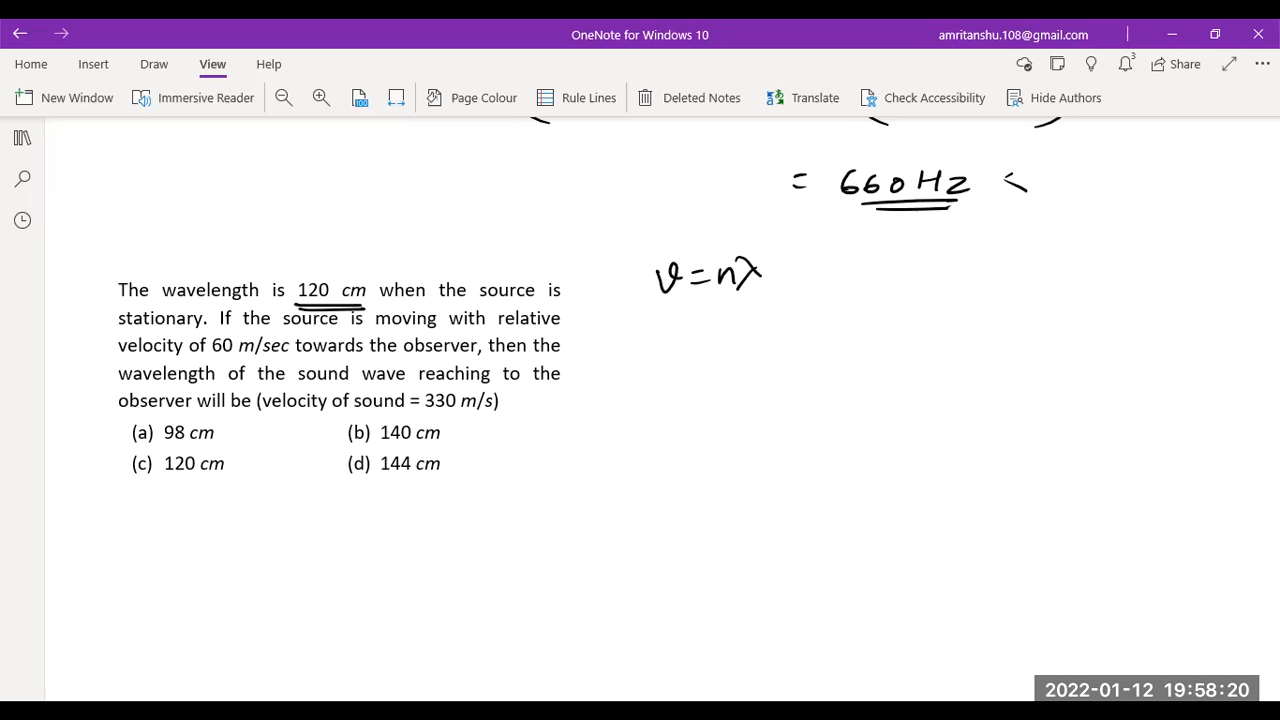 OneNote for Windows 10
amritanshu.108@gmail.com
Home Insert Draw View Help
3
Share
New Window Immersive Reader Page Colour Rule Lines Deleted Notes Translate Check Accessibility Hide Authors
= 660Hz <
v=nλ
The wavelength is 120 cm when the source is
stationary. If the source is moving with relative
velocity of 60 m/sec towards the observer, then the
wavelength of the sound wave reaching to the
observer will be (velocity of sound = 330 m/s)
(a) 98 cm (b) 140 cm
(c) 120 cm (d) 144 cm
2022-01-12 19:58:20